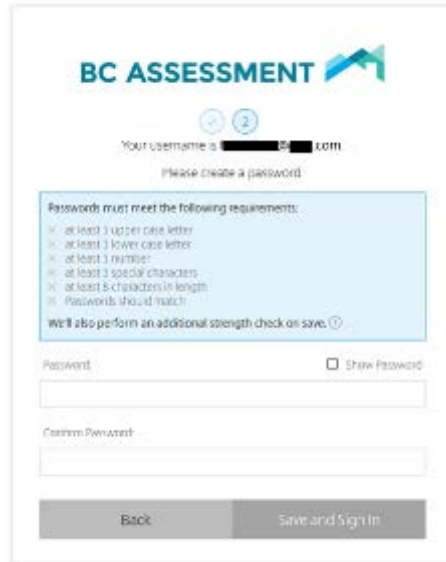 BC ASSESSMENT
2
Your username is @ .com
Please create a password
Passwords must meet the following requirements:
at least 1 upper case letter
at least 1 lower case letter
at least 1 number
at least 1 special characters
at least 8 characters in length
Passwords should match
We'll also perform an additional strength check on save.
Password:
Show Password
Confirm Password:
Back
Save and Sign In